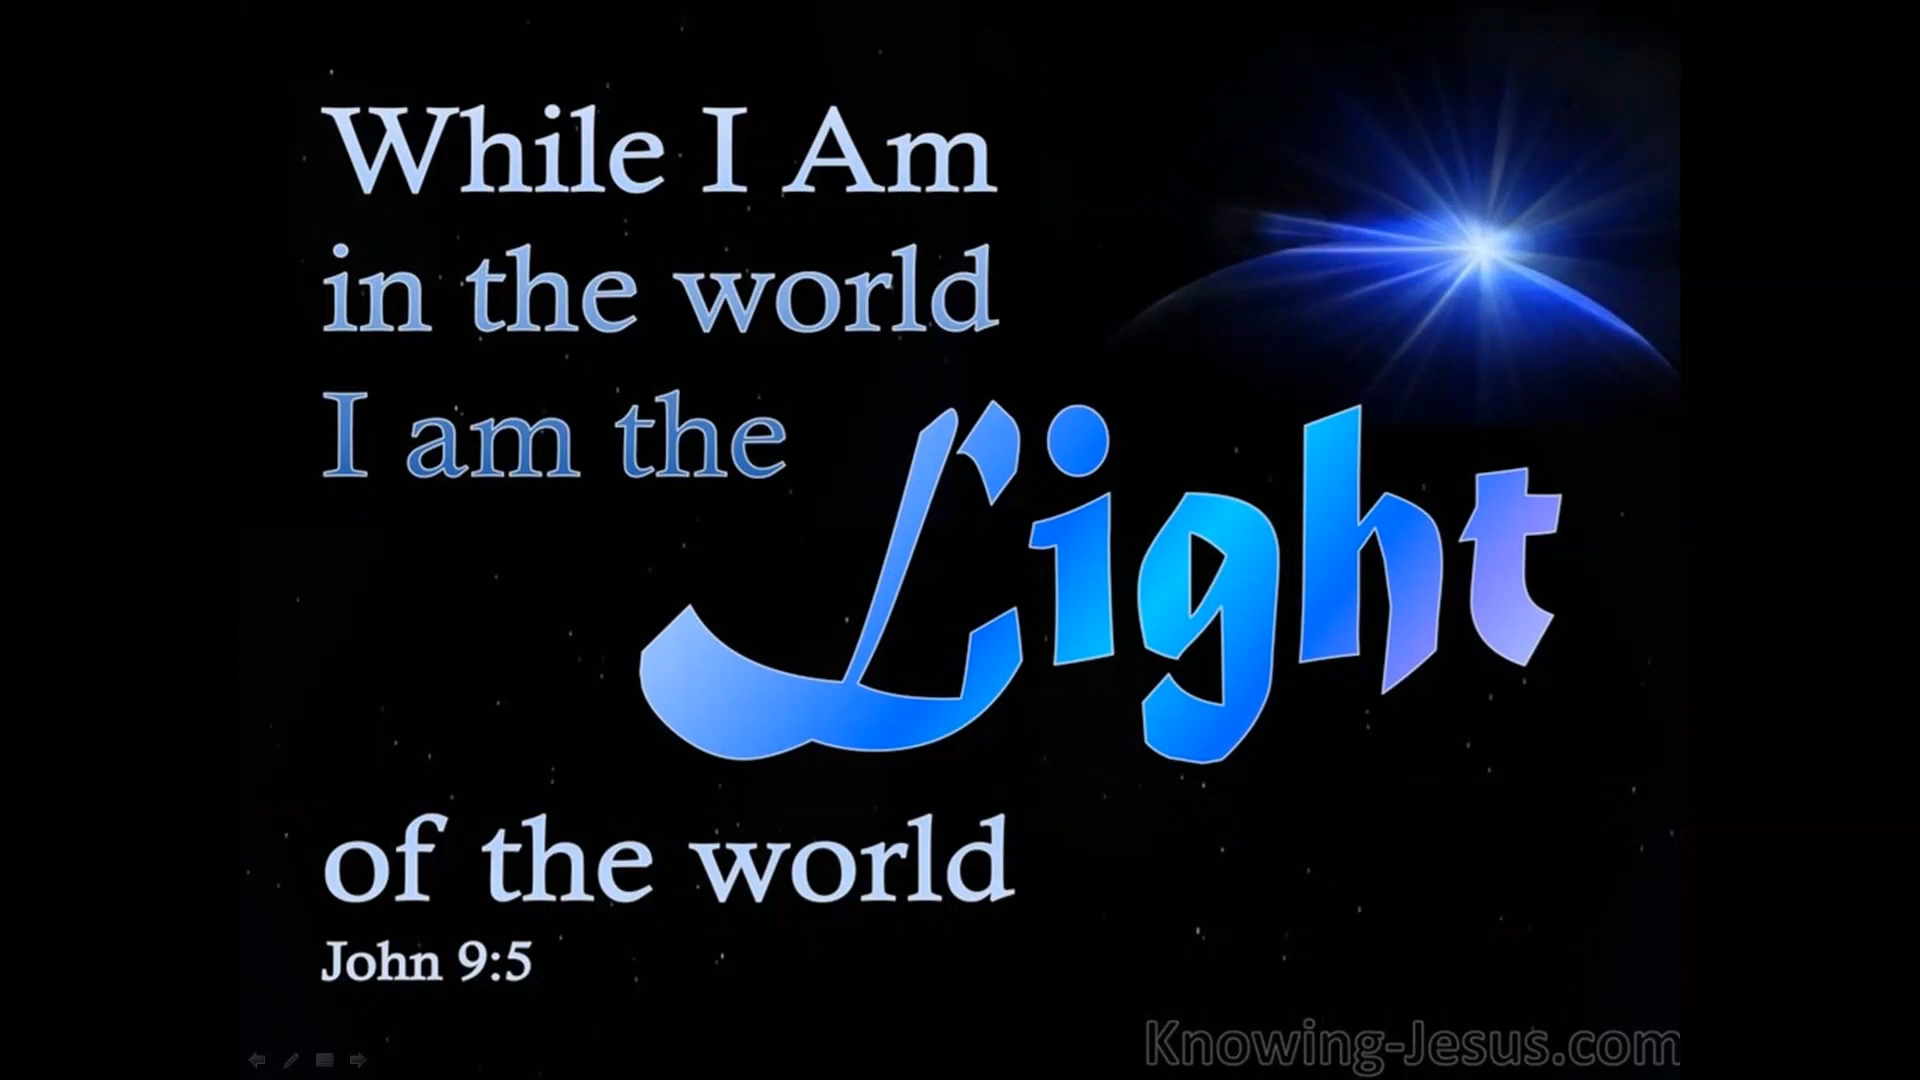 While I Am
in the world
I am the Light
of the world
John 9:5
Knowing-Jesus.com